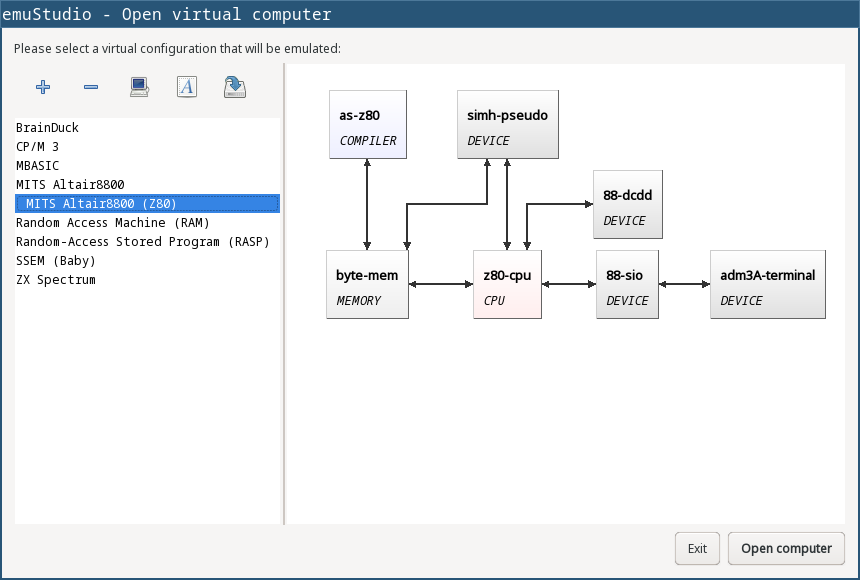 emuStudio - Open virtual computer
Please select a virtual configuration that will be emulated:
A
BrainDuck
CP/M 3
MBASIC
MITS Altair8800
MITS Altair8800 (Z80)
Random Access Machine (RAM)
Random-Access Stored Program (RASP)
SSEM (Baby)
ZX Spectrum
as-z80
COMPILER
simh-pseudo
DEVICE
88-dcdd
DEVICE
byte-mem
MEMORY
z80-cpu
CPU
88-sio
DEVICE
adm3A-terminal
DEVICE
Exit
Open computer